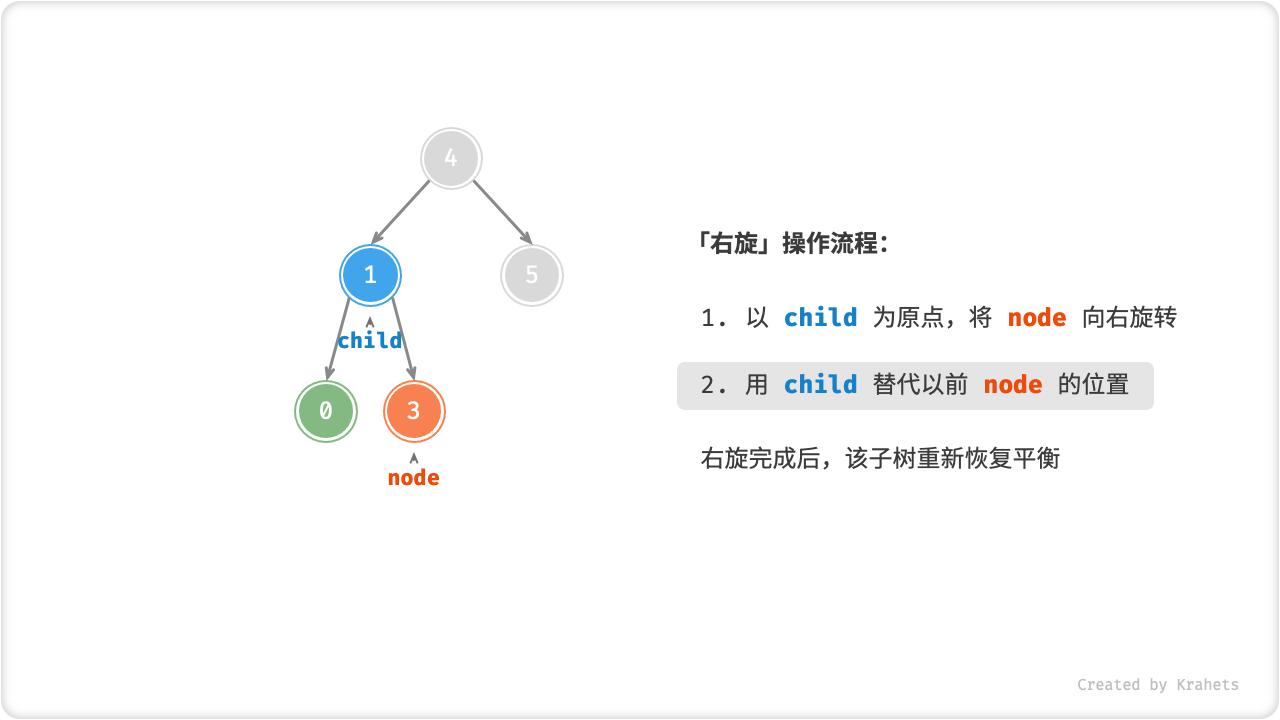 4
1
5
child
0
3
node
「右旋」操作流程：
1. 以 child 为原点，将 node 向右旋转
2. 用 child 替代以前 node 的位置
右旋完成后，该子树重新恢复平衡
Created by Krahets